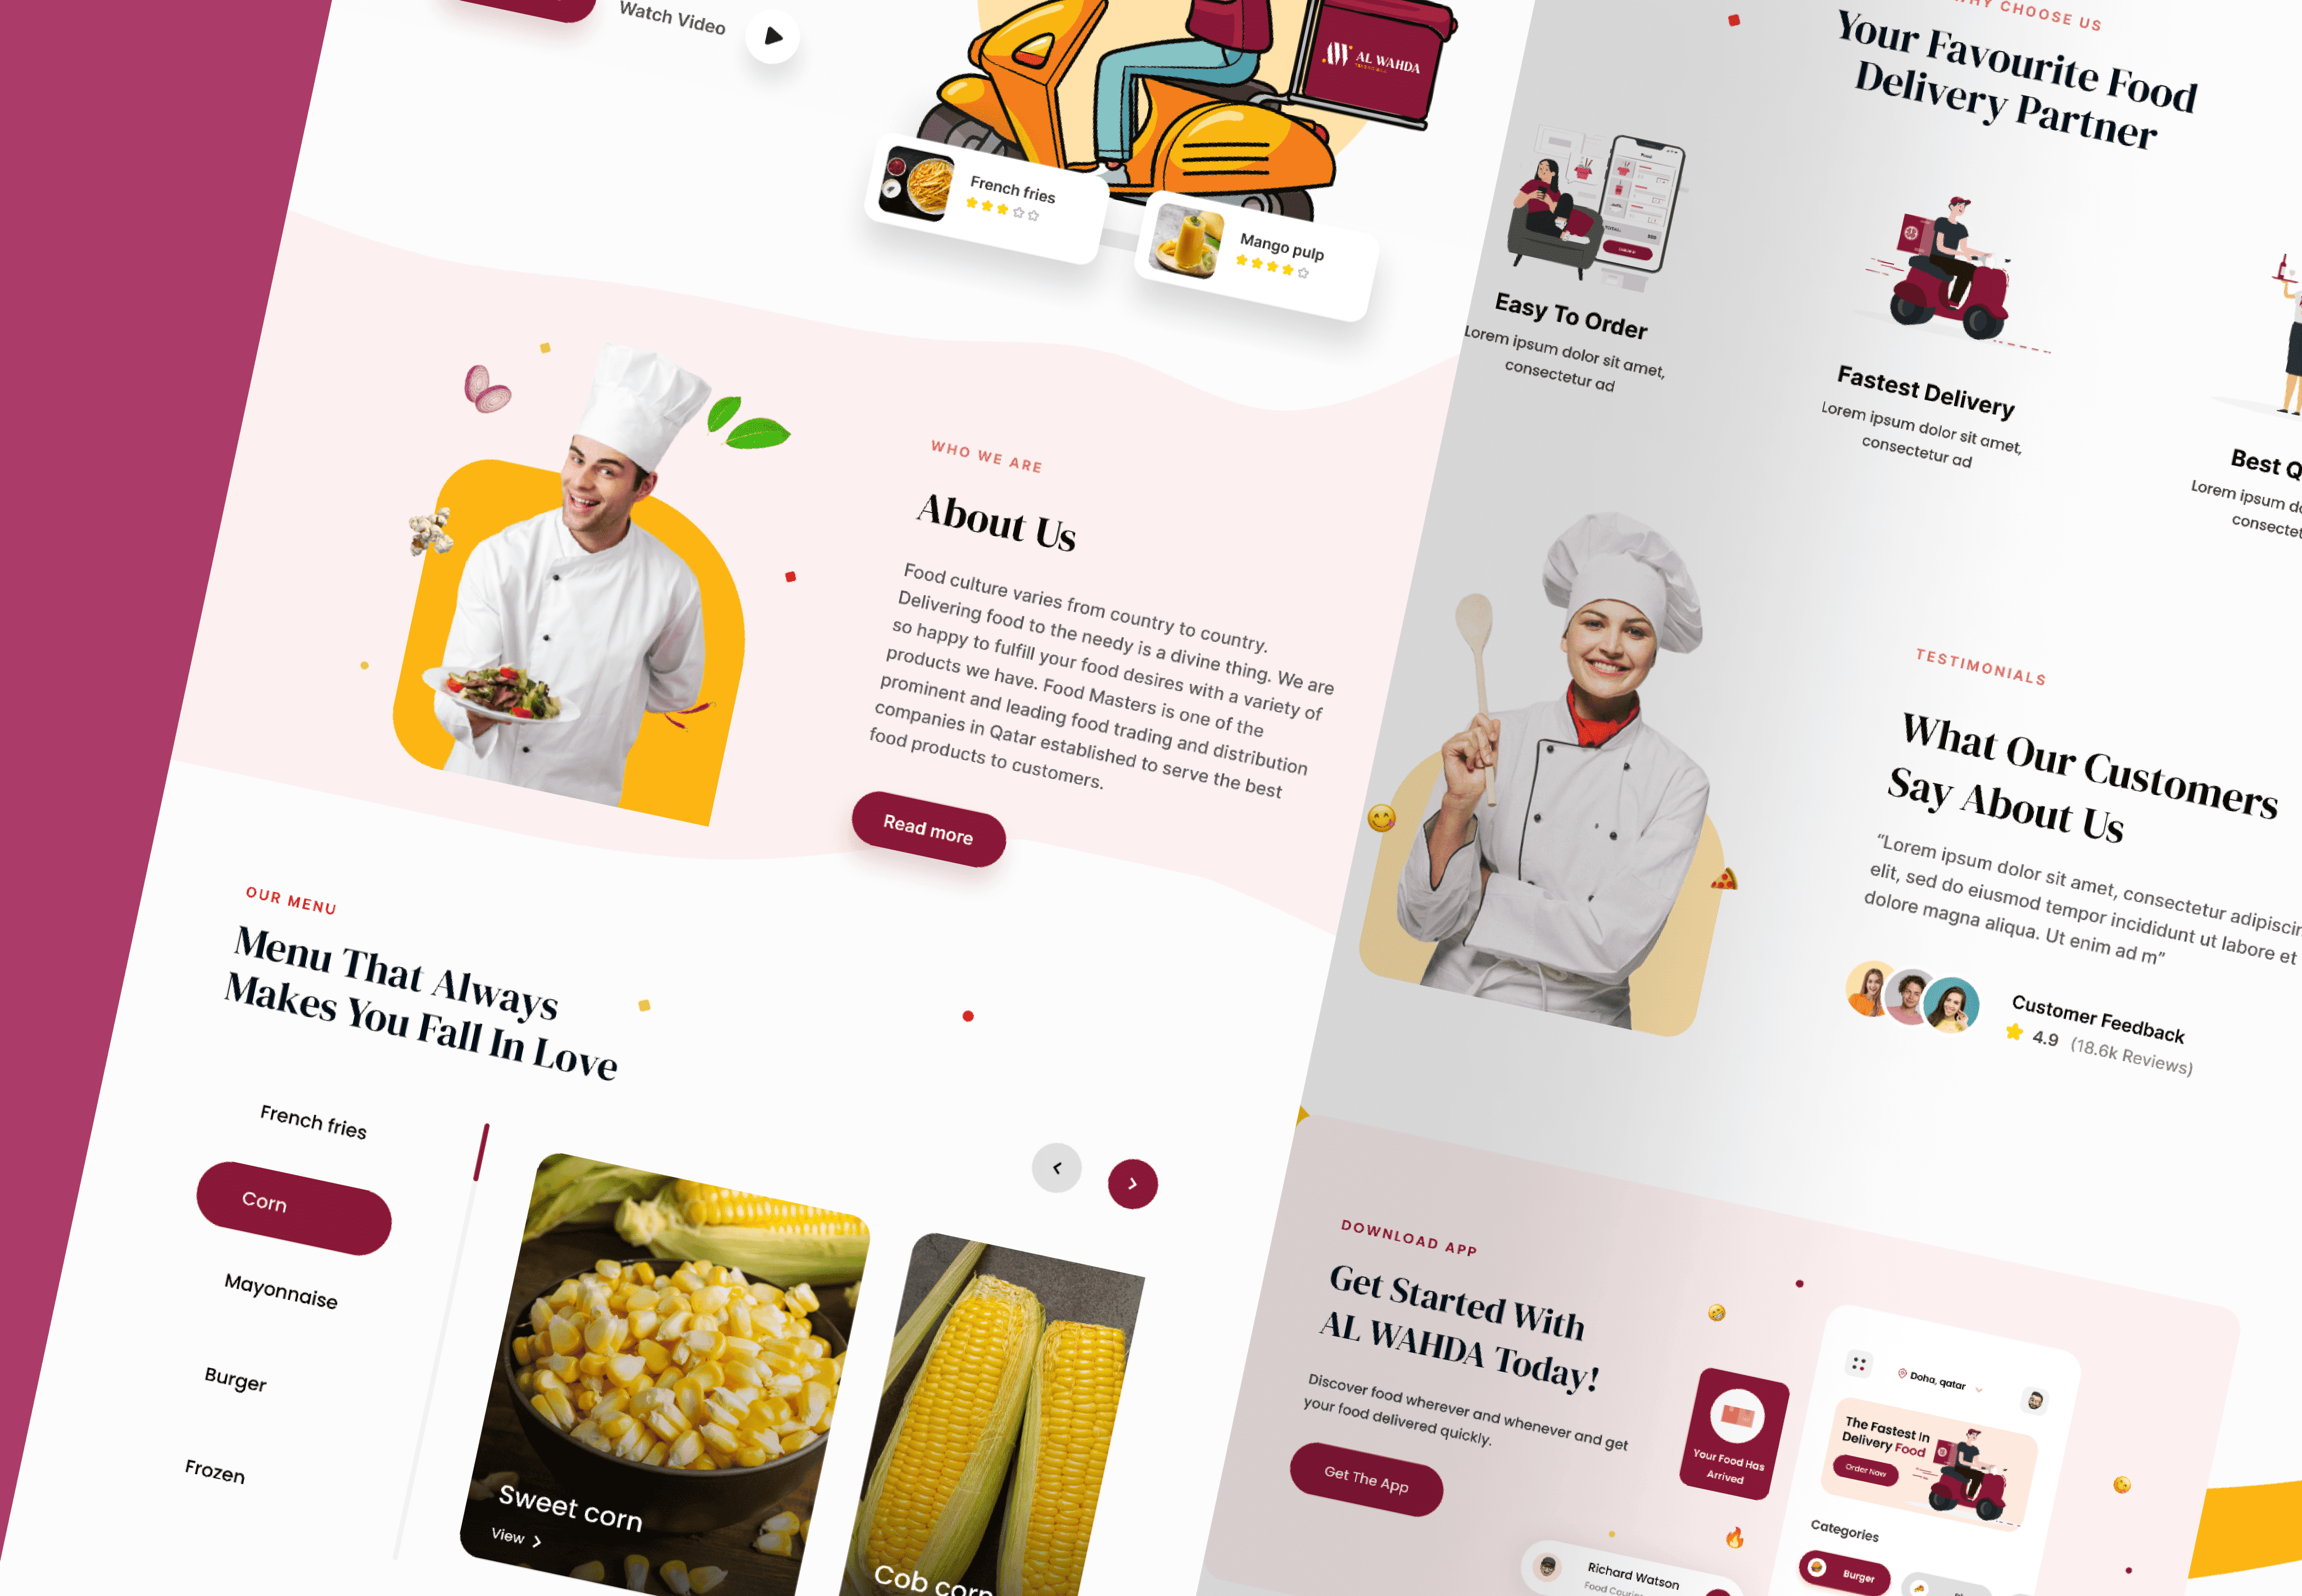 Watch Video
AL WAHDA
French fries
Mango pulp
WHO WE ARE
About Us
Food culture varies from country to country.
Delivering food to the needy is a divine thing. We are
so happy to fulfill your food desires with a variety of
products we have. Food Masters is one of the
prominent and leading food trading and distribution
companies in Qatar established to serve the best
food products to customers.
Read more
OUR MENU
Menu That Always
Makes You Fall In Love
French fries
Corn
Mayonnaise
Burger
Frozen
Sweet corn
View
Cob corn
WHY CHOOSE US
Your Favourite Food
Delivery Partner
Easy To Order
Lorem ipsum dolor sit amet,
consectetur ad
Fastest Delivery
Lorem ipsum dolor sit amet,
consectetur ad
Best Q
Lorem ipsum do
consectet
TESTIMONIALS
What Our Customers
Say About Us
“Lorem ipsum dolor sit amet, consectetur adipiscin
elit, sed do eiusmod tempor incididunt ut labore et
dolore magna aliqua. Ut enim ad m”
Customer Feedback
4.9 (18.6k Reviews)
DOWNLOAD APP
Get Started With
AL WAHDA Today!
Discover food wherever and whenever and get
your food delivered quickly.
Get The App
Your Food Has
Arrived
Doha, qatar
The Fastest In
Delivery Food
Order Now
Categories
Burger
Richard Watson
Food Courier